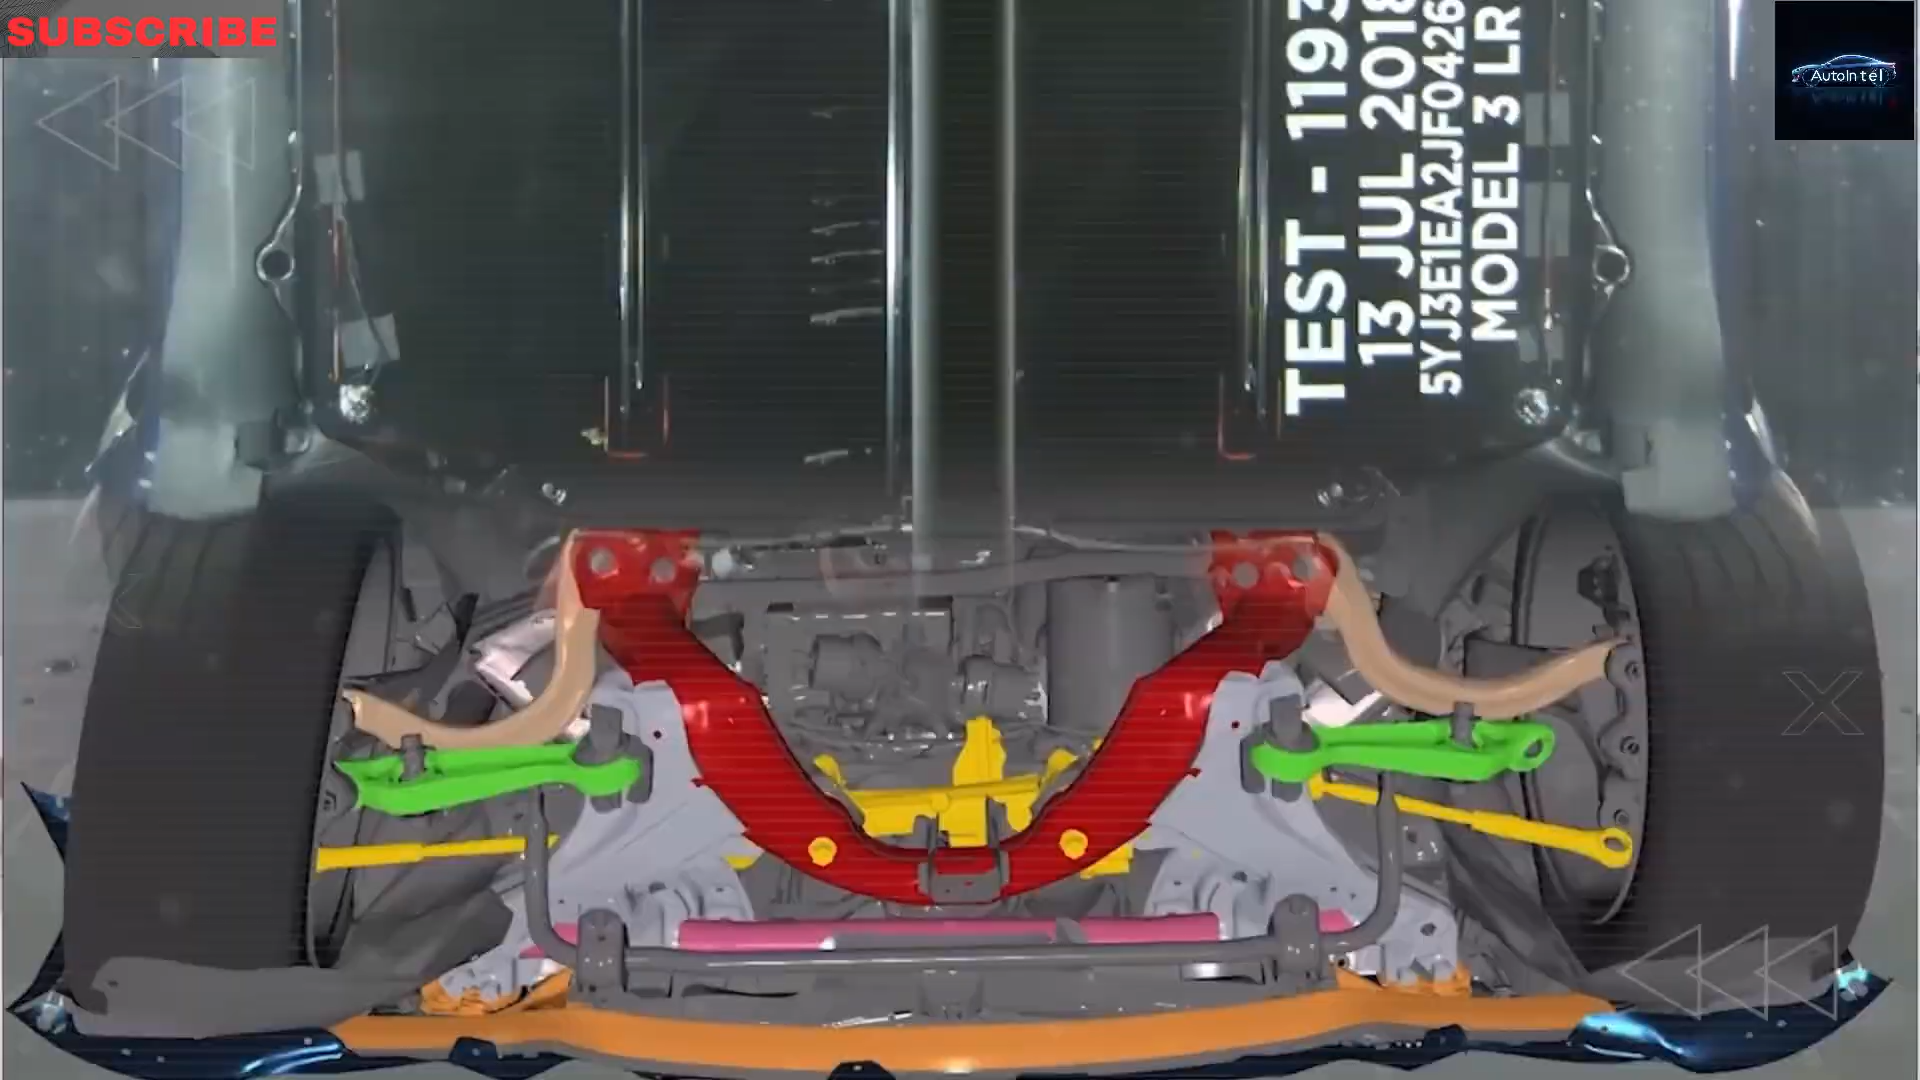 SUBSCRIBE
AutoIntel
TEST - 1193
13 JUL 2018
5YJ3E1EA2JF0426
MODEL 3 LR